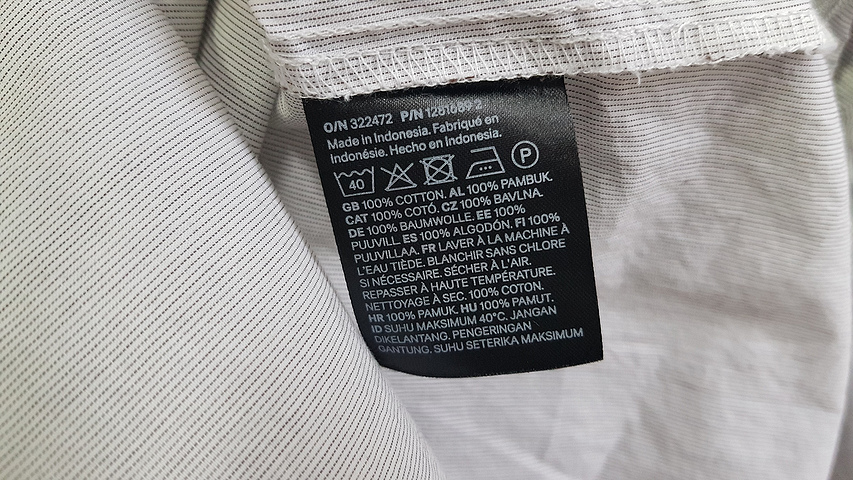 O/N 322472 P/N 1281689 2
Made in Indonesia. Fabriqué en
Indonésie. Hecho en Indonesia.
40 P
GB 100% COTTON. AL 100% PAMBUK.
CAT 100% COTÓ. CZ 100% BAVLNA.
DE 100% BAUMWOLLE. EE 100%
PUUVILL. ES 100% ALGODÓN. FI 100%
PUUVILLAA. FR LAVER À LA MACHINE À
L'EAU TIÈDE. BLANCHIR SANS CHLORE
SI NÉCESSAIRE. SÉCHER À L'AIR.
REPASSER À HAUTE TEMPÉRATURE.
NETTOYAGE À SEC. 100% COTON.
HR 100% PAMUK. HU 100% PAMUT.
ID SUHU MAKSIMUM 40°C. JANGAN
DIKELANTANG. PENGERINGAN
GANTUNG. SUHU SETERIKA MAKSIMUM